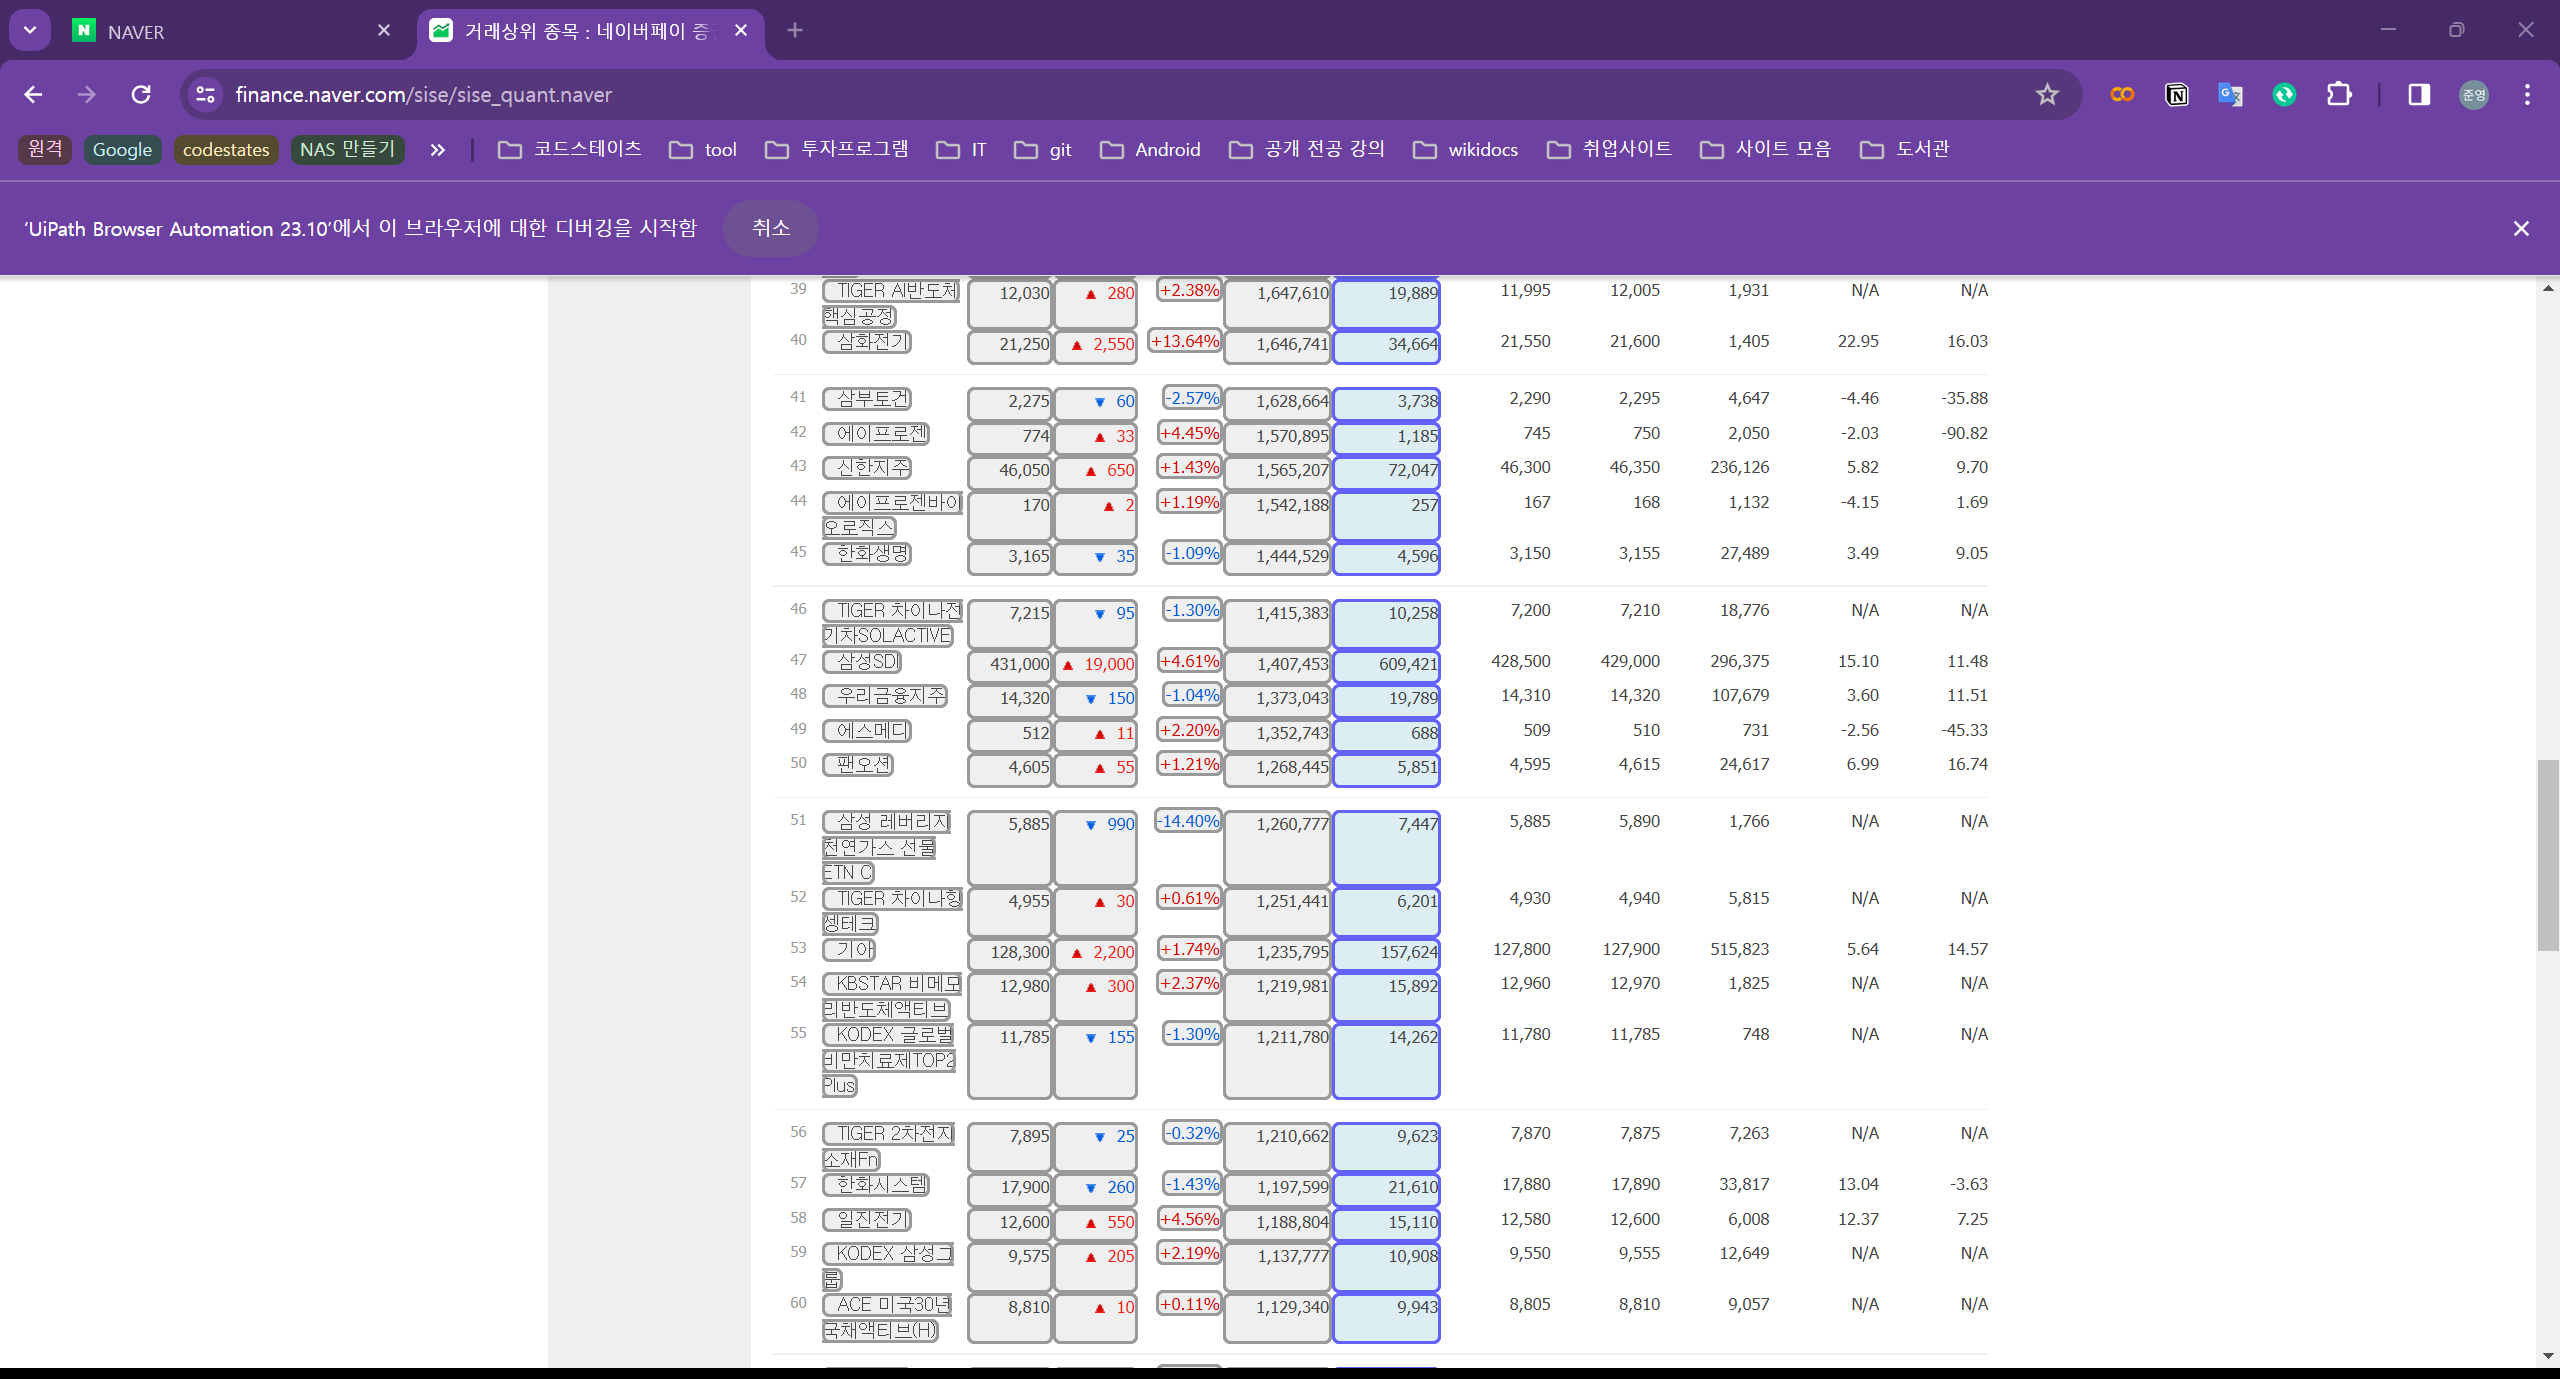 NAVER
거래상위 종목 : 네이버페이 증
finance.naver.com/sise/sise_quant.naver
준영
원격 Google codestates NAS 만들기 코드스테이츠 tool 투자프로그램 IT git Android 공개 전공 강의 wikidocs 취업사이트 사이트 모음 도서관
'UiPath Browser Automation 23.10'에서 이 브라우저에 대한 디버깅을 시작함 취소
39 TIGER AI반도체 12,030 ▲ 280 +2.38% 1,647,610 19,889 11,995 12,005 1,931 N/A N/A
핵심공정
40 삼화전기 21,250 ▲ 2,550 +13.64% 1,646,741 34,664 21,550 21,600 1,405 22.95 16.03
41 삼부토건 2,275 ▼ 60 -2.57% 1,628,664 3,738 2,290 2,295 4,647 -4.46 -35.88
42 에이프로젠 774 ▲ 33 +4.45% 1,570,895 1,185 745 750 2,050 -2.03 -90.82
43 신한지주 46,050 ▲ 650 +1.43% 1,565,207 72,047 46,300 46,350 236,126 5.82 9.70
44 에이프로젠바이 170 ▲ 2 +1.19% 1,542,188 257 167 168 1,132 -4.15 1.69
오로직스
45 한화생명 3,165 ▼ 35 -1.09% 1,444,529 4,596 3,150 3,155 27,489 3.49 9.05
46 TIGER 차이나전 7,215 ▼ 95 -1.30% 1,415,383 10,258 7,200 7,210 18,776 N/A N/A
기차SOLACTIVE
47 삼성SDI 431,000 ▲ 19,000 +4.61% 1,407,453 609,421 428,500 429,000 296,375 15.10 11.48
48 우리금융지주 14,320 ▼ 150 -1.04% 1,373,043 19,789 14,310 14,320 107,679 3.60 11.51
49 에스메디 512 ▲ 11 +2.20% 1,352,743 688 509 510 731 -2.56 -45.33
50 팬오션 4,605 ▲ 55 +1.21% 1,268,445 5,851 4,595 4,615 24,617 6.99 16.74
51 삼성 레버리지 5,885 ▼ 990 -14.40% 1,260,777 7,447 5,885 5,890 1,766 N/A N/A
천연가스 선물
ETN C
52 TIGER 차이나항 4,955 ▲ 30 +0.61% 1,251,441 6,201 4,930 4,940 5,815 N/A N/A
셍테크
53 기아 128,300 ▲ 2,200 +1.74% 1,235,795 157,624 127,800 127,900 515,823 5.64 14.57
54 KBSTAR 비메모 12,980 ▲ 300 +2.37% 1,219,981 15,892 12,960 12,970 1,825 N/A N/A
리반도체액티브
55 KODEX 글로벌 11,785 ▼ 155 -1.30% 1,211,780 14,262 11,780 11,785 748 N/A N/A
비만치료제TOP2
Plus
56 TIGER 2차전지 7,895 ▼ 25 -0.32% 1,210,662 9,623 7,870 7,875 7,263 N/A N/A
소재Fn
57 한화시스템 17,900 ▼ 260 -1.43% 1,197,599 21,610 17,880 17,890 33,817 13.04 -3.63
58 일진전기 12,600 ▲ 550 +4.56% 1,188,804 15,110 12,580 12,600 6,008 12.37 7.25
59 KODEX 삼성그 9,575 ▲ 205 +2.19% 1,137,777 10,908 9,550 9,555 12,649 N/A N/A
룹
60 ACE 미국30년 8,810 ▲ 10 +0.11% 1,129,340 9,943 8,805 8,810 9,057 N/A N/A
국채액티브(H)